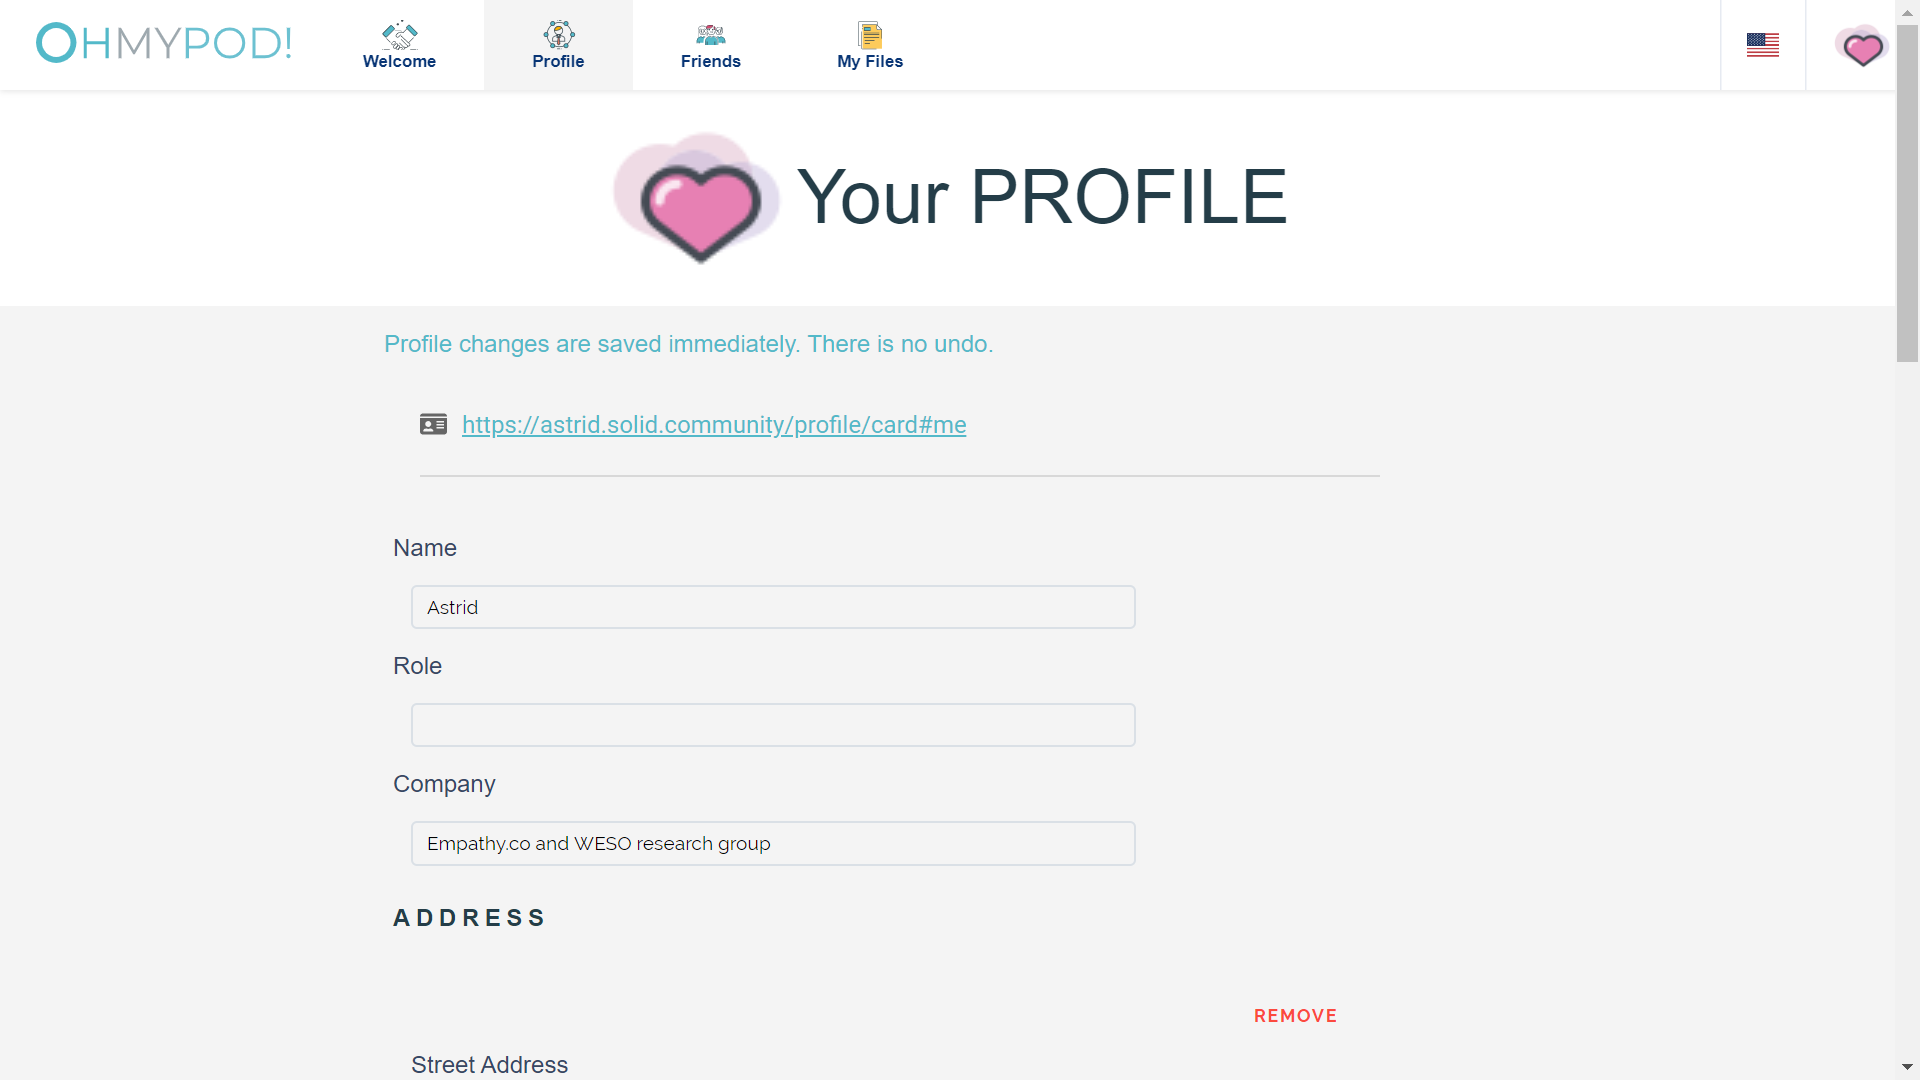 OHMYPOD!
Welcome
Profile
Friends
My Files
Your PROFILE
Profile changes are saved immediately. There is no undo.
https://astrid.solid.community/profile/card#me
Name
Astrid
Role
Company
Empathy.co and WESO research group
ADDRESS
REMOVE
Street Address